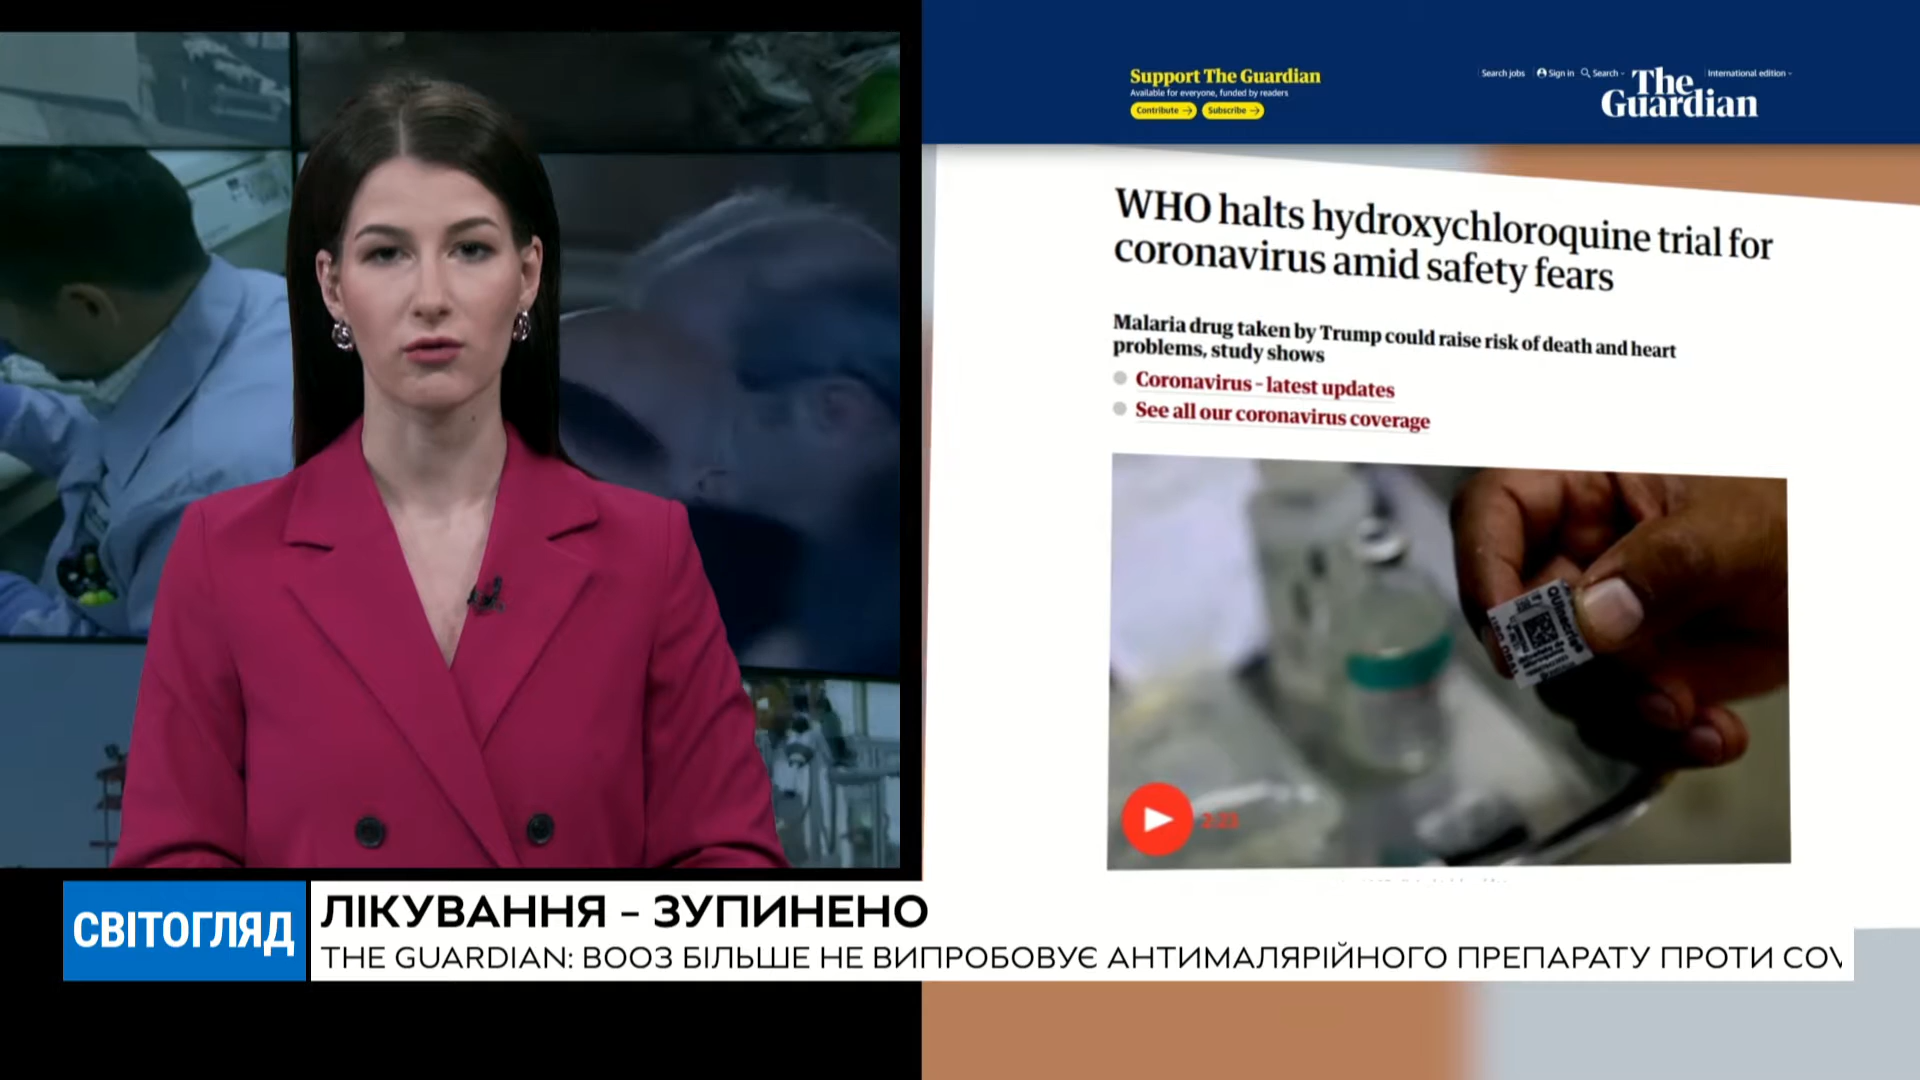 Support The Guardian
Available for everyone, funded by readers
Contribute →
Subscribe →
Search jobs
Sign in
Search
International edition
The
Guardian
WHO halts hydroxychloroquine trial for
coronavirus amid safety fears
Malaria drug taken by Trump could raise risk of death and heart
problems, study shows
Coronavirus – latest updates
See all our coronavirus coverage
2:23
СВІТОГЛЯД
ЛІКУВАННЯ – ЗУПИНЕНО
THE GUARDIAN: ВООЗ БІЛЬШЕ НЕ ВИПРОБОВУЄ АНТИМАЛЯРІЙНОГО ПРЕПАРАТУ ПРОТИ COV